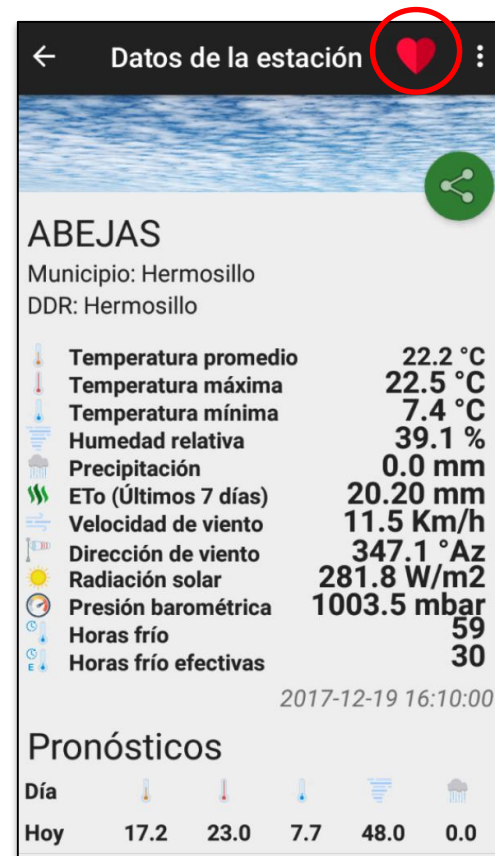 Datos de la estación
ABEJAS
Municipio: Hermosillo
DDR: Hermosillo
Temperatura promedio 22.2 °C
Temperatura máxima 22.5 °C
Temperatura mínima 7.4 °C
Humedad relativa 39.1 %
Precipitación 0.0 mm
ETo (Últimos 7 días) 20.20 mm
Velocidad de viento 11.5 Km/h
Dirección de viento 347.1 °Az
Radiación solar 281.8 W/m2
Presión barométrica 1003.5 mbar
Horas frío 59
E Horas frío efectivas 30
2017-12-19 16:10:00
Pronósticos
Día
Hoy 17.2 23.0 7.7 48.0 0.0